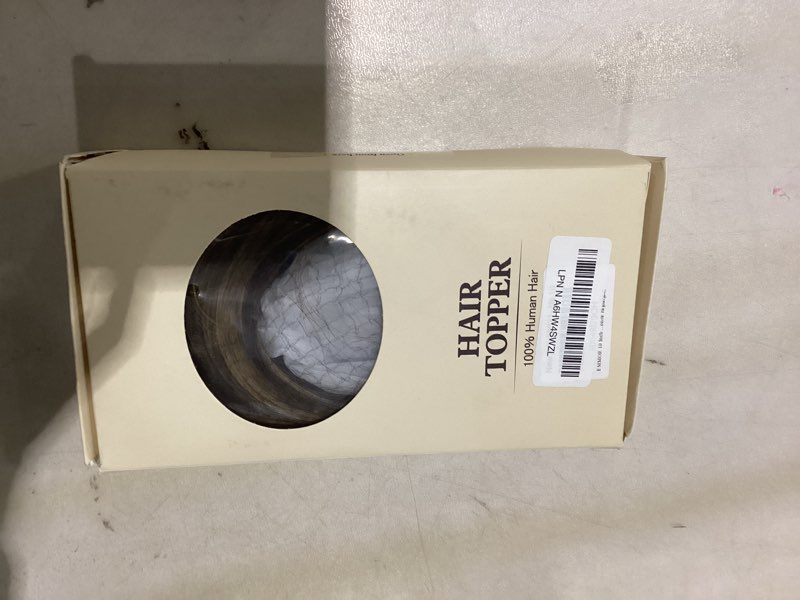 HAIR
TOPPER
100% Human Hair
LPN N A6HW4SWZL